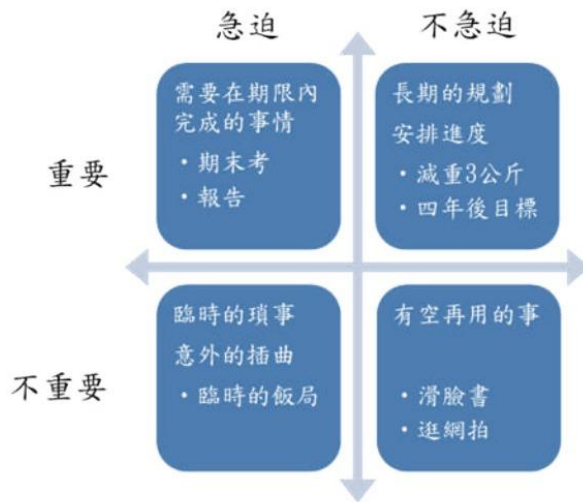 急迫
不急迫
重要
需要在期限內
完成的事情
•期末考
•報告
長期的規劃
安排進度
•減重3公斤
•四年後目標
不重要
臨時的瑣事
意外的插曲
•臨時的飯局
有空再用的事
•滑臉書
•逛網拍